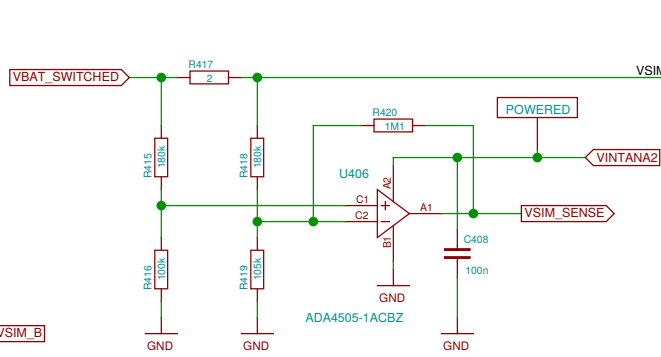 R417
VBAT_SWITCHED
2
VSIM
R420
1M1
POWERED
R415
180k
R418
180k
U406
A2
VINTANA2
C1
+
A1
VSIM_SENSE
C2
−
B1
C408
100n
R416
100k
R419
105k
GND
ADA4505-1ACBZ
VSIM_B
GND
GND
GND